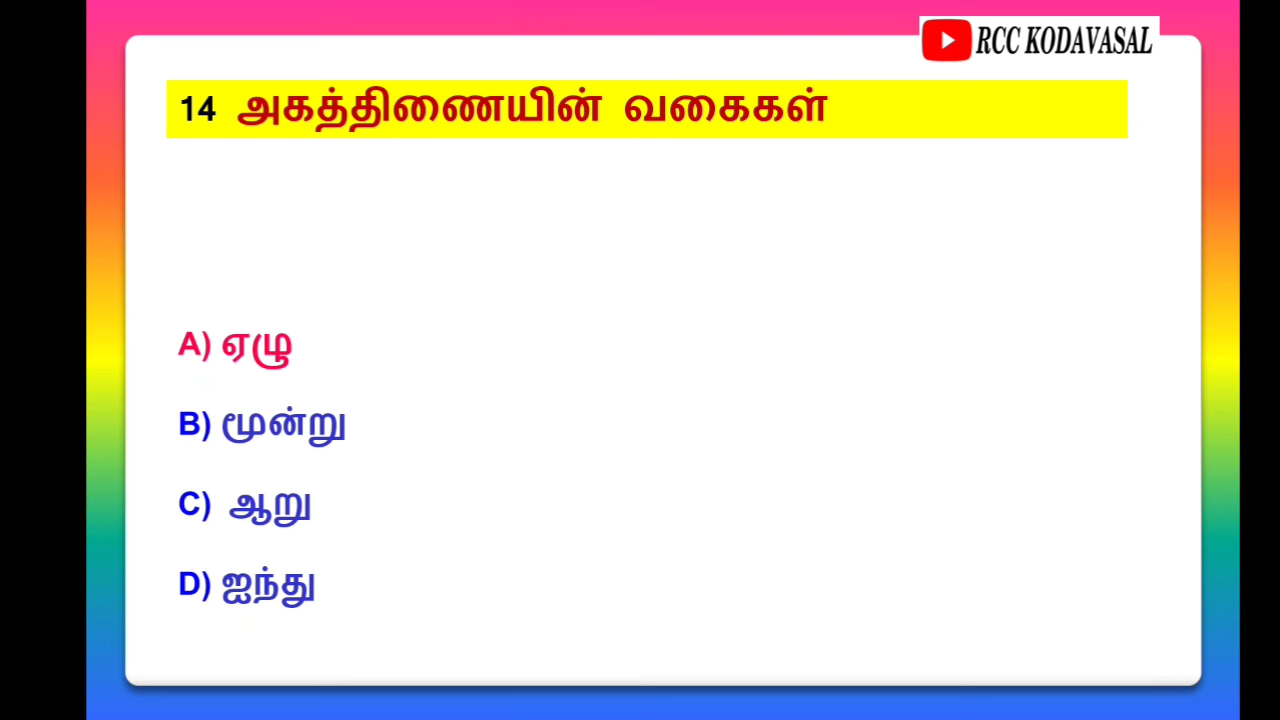 RCC KODAVASAL
14 அகத்திணையின் வகைகள்
A) ஏழு
B) மூன்று
C) ஆறு
D) ஐந்து